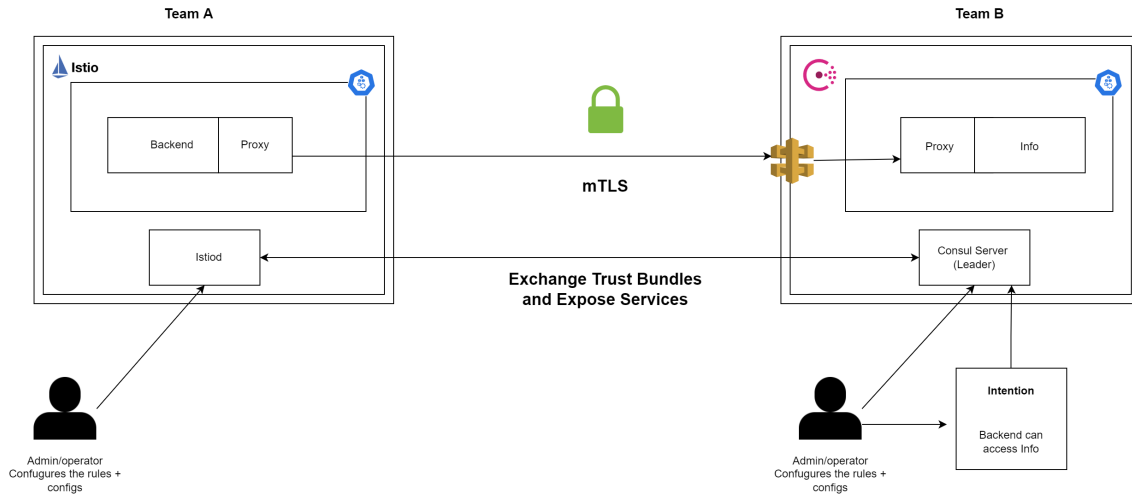 Team A
Team B
Istio
Backend
Proxy
mTLS
Proxy
Info
Istiod
Exchange Trust Bundles
and Expose Services
Consul Server
(Leader)
Admin/operator
Confugures the rules +
configs
Admin/operator
Configures the rules +
configs
Intention
Backend can
access Info